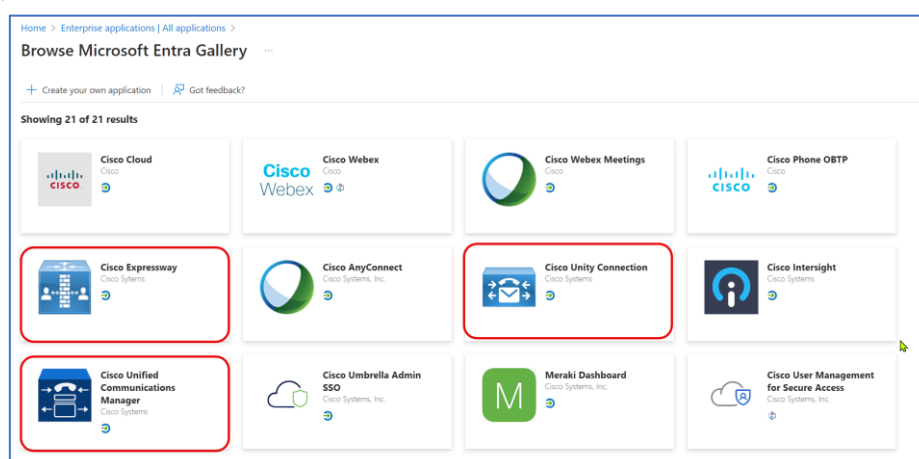 Home > Enterprise applications | All applications >
Browse Microsoft Entra Gallery ...
+ Create your own application | Got feedback?
Showing 21 of 21 results
CISCO
Cisco Cloud
Cisco
Cisco
Webex
Cisco Webex
Cisco
Cisco Webex Meetings
Cisco
CISCO
Cisco Phone OBTP
Cisco
Cisco Expressway
Cisco Sytems
Cisco AnyConnect
Cisco Systems, Inc.
Cisco Unity Connection
Cisco Systems
Cisco Intersight
Cisco Systems
Cisco Unified
Communications
Manager
Cisco Systems
Cisco Umbrella Admin
SSO
Cisco Systems, Inc.
M
Meraki Dashboard
Cisco Systems, Inc.
Cisco User Management
for Secure Access
Cisco Systems, Inc.